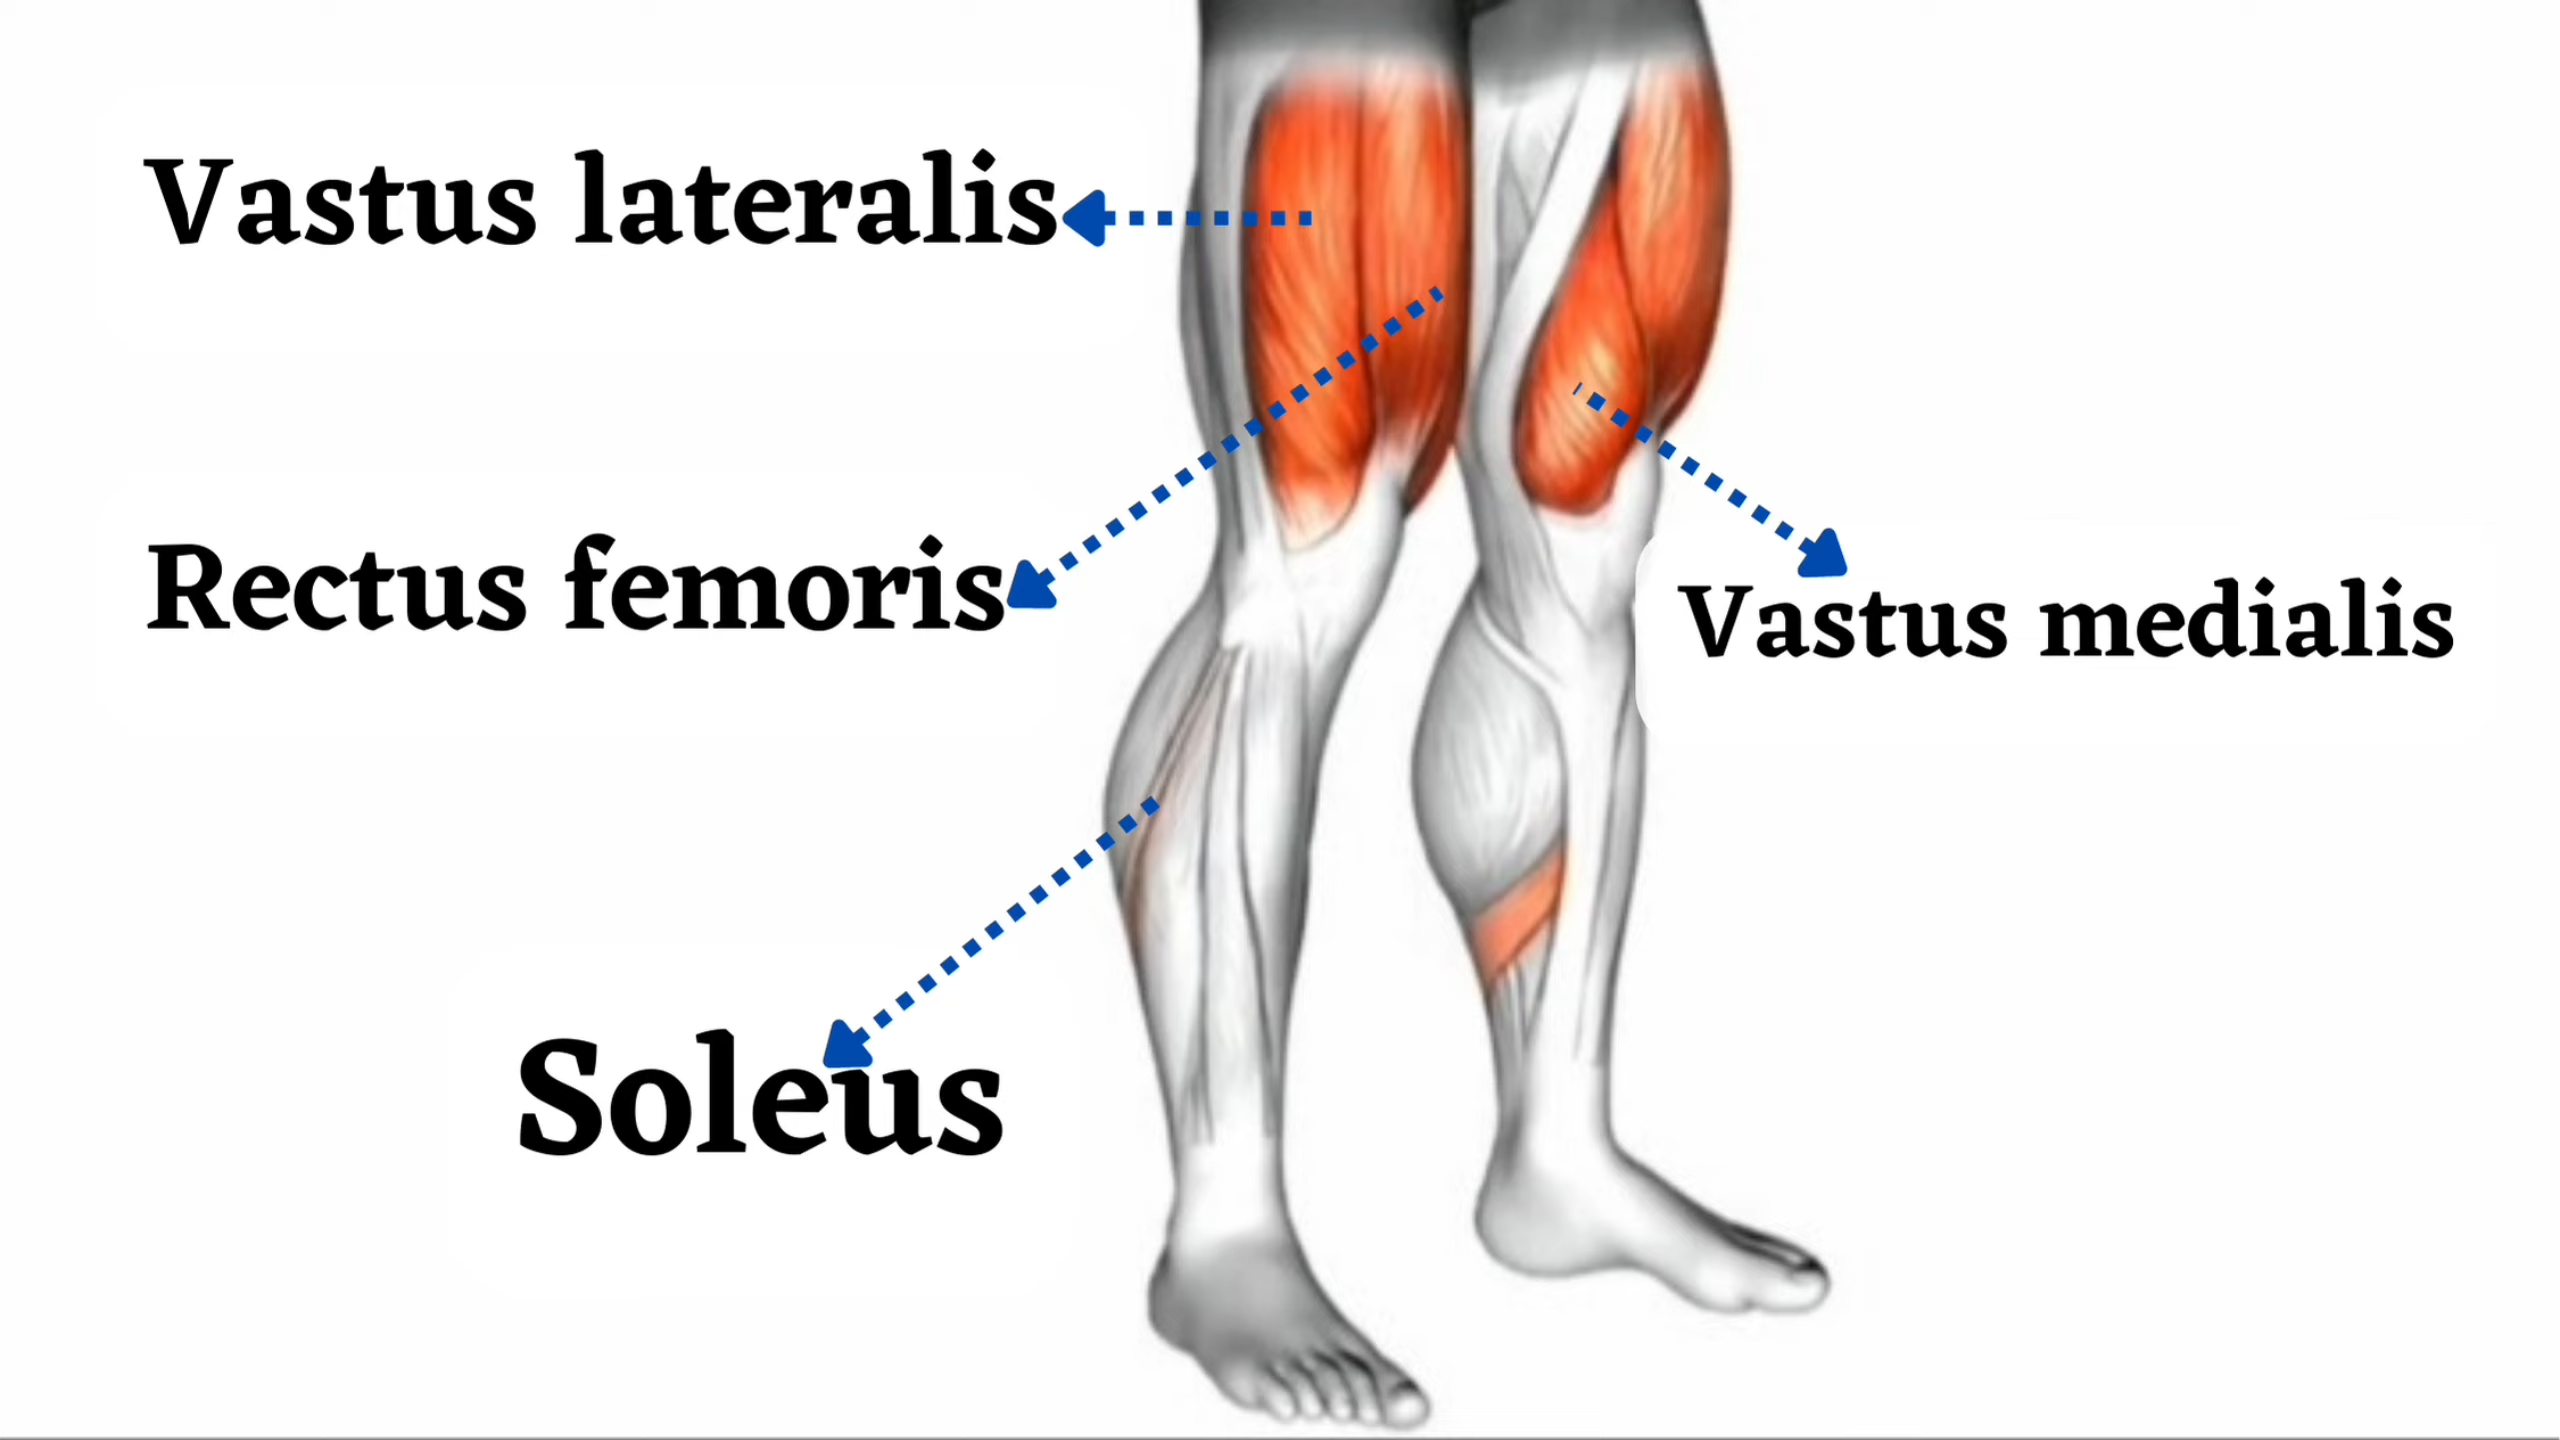 Vastus lateralis
Rectus femoris
Vastus medialis
Soleus